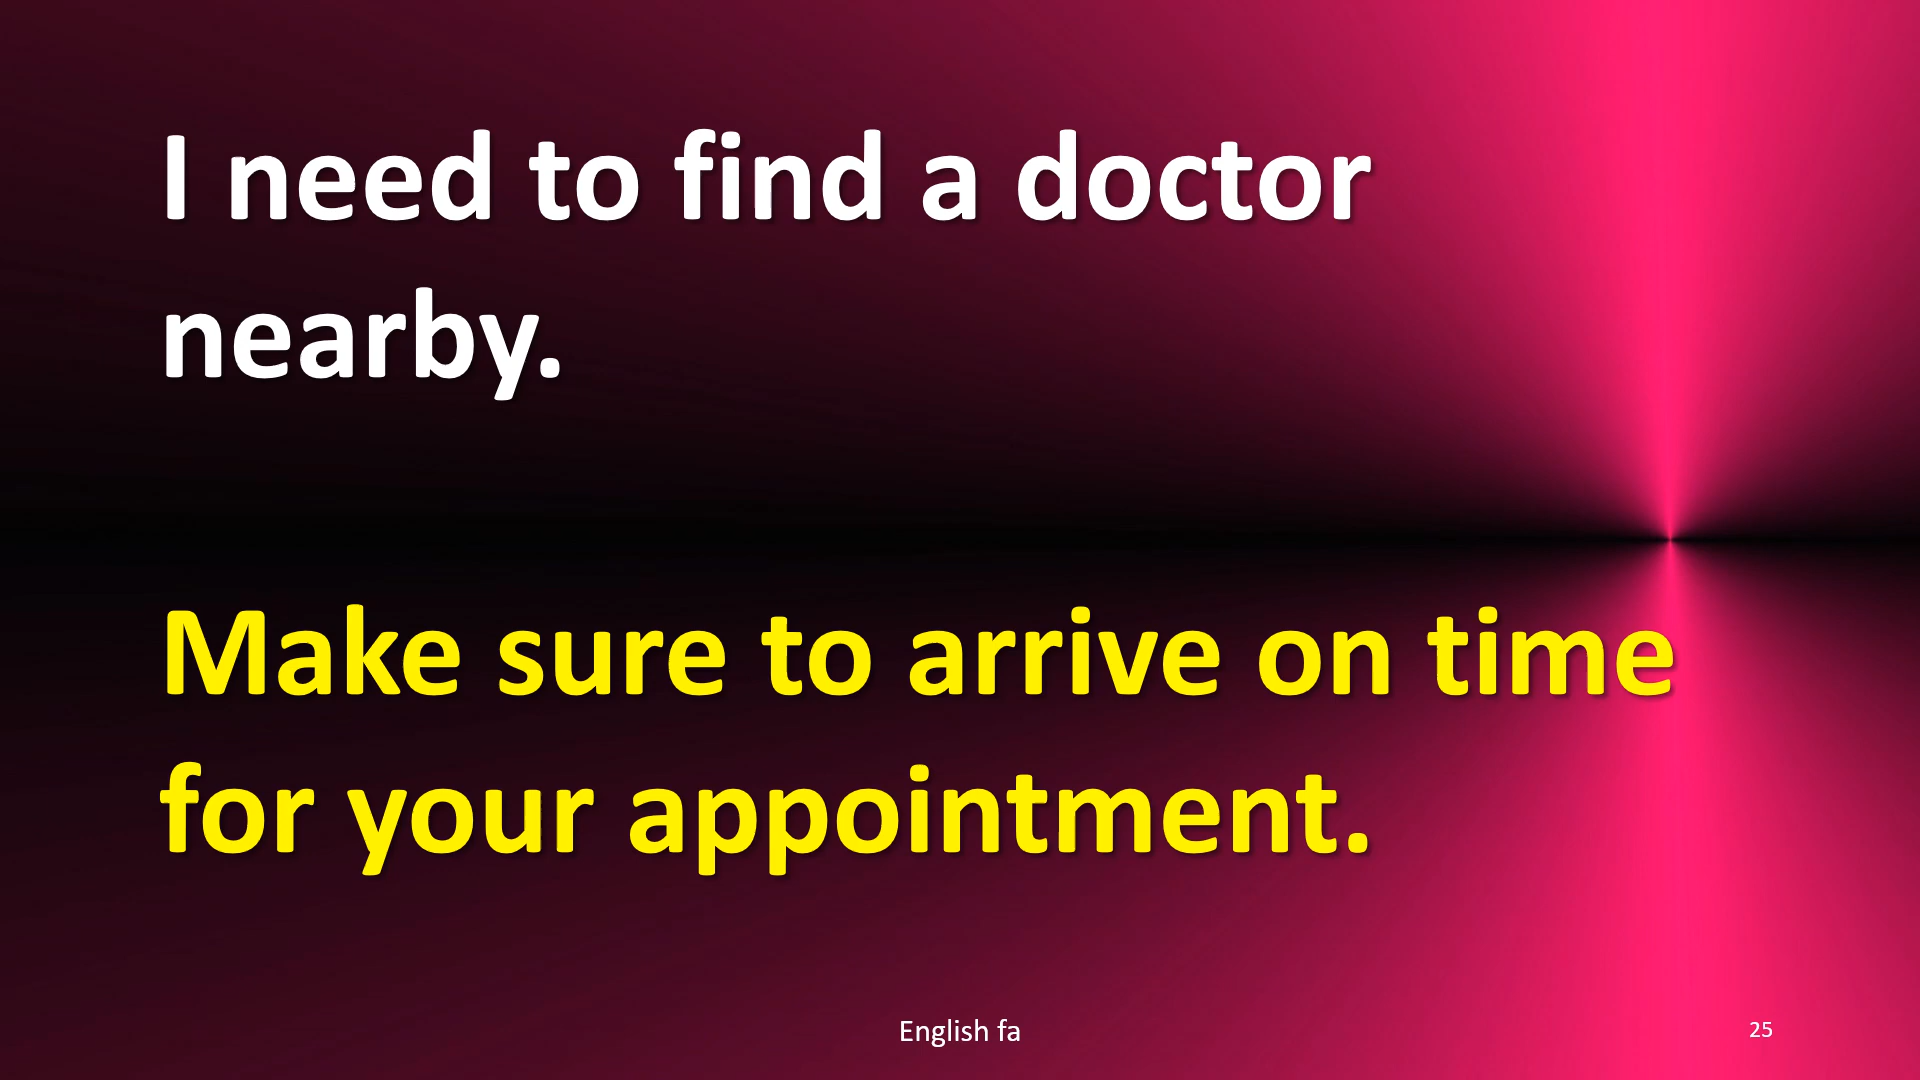 I need to find a doctor
nearby.
Make sure to arrive on time
for your appointment.
English fa
25